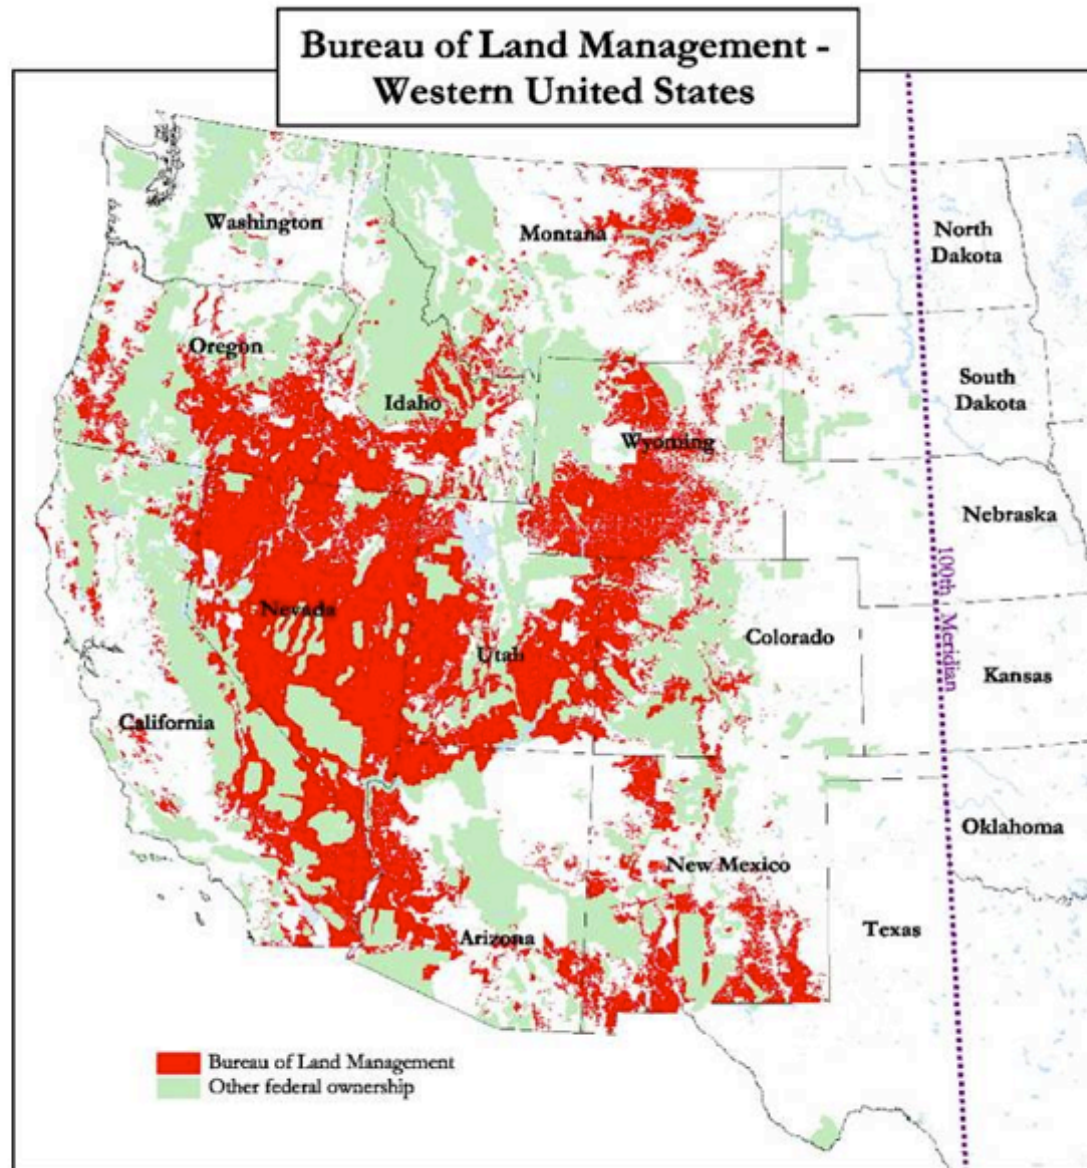 Bureau of Land Management -
Western United States
Washington
Montana
North
Dakota
Oregon
Idaho
South
Dakota
Wyoming
Nebraska
100th - Meridian
Nevada
Utah
Colorado
Kansas
California
New Mexico
Oklahoma
Arizona
Texas
Bureau of Land Management
Other federal ownership